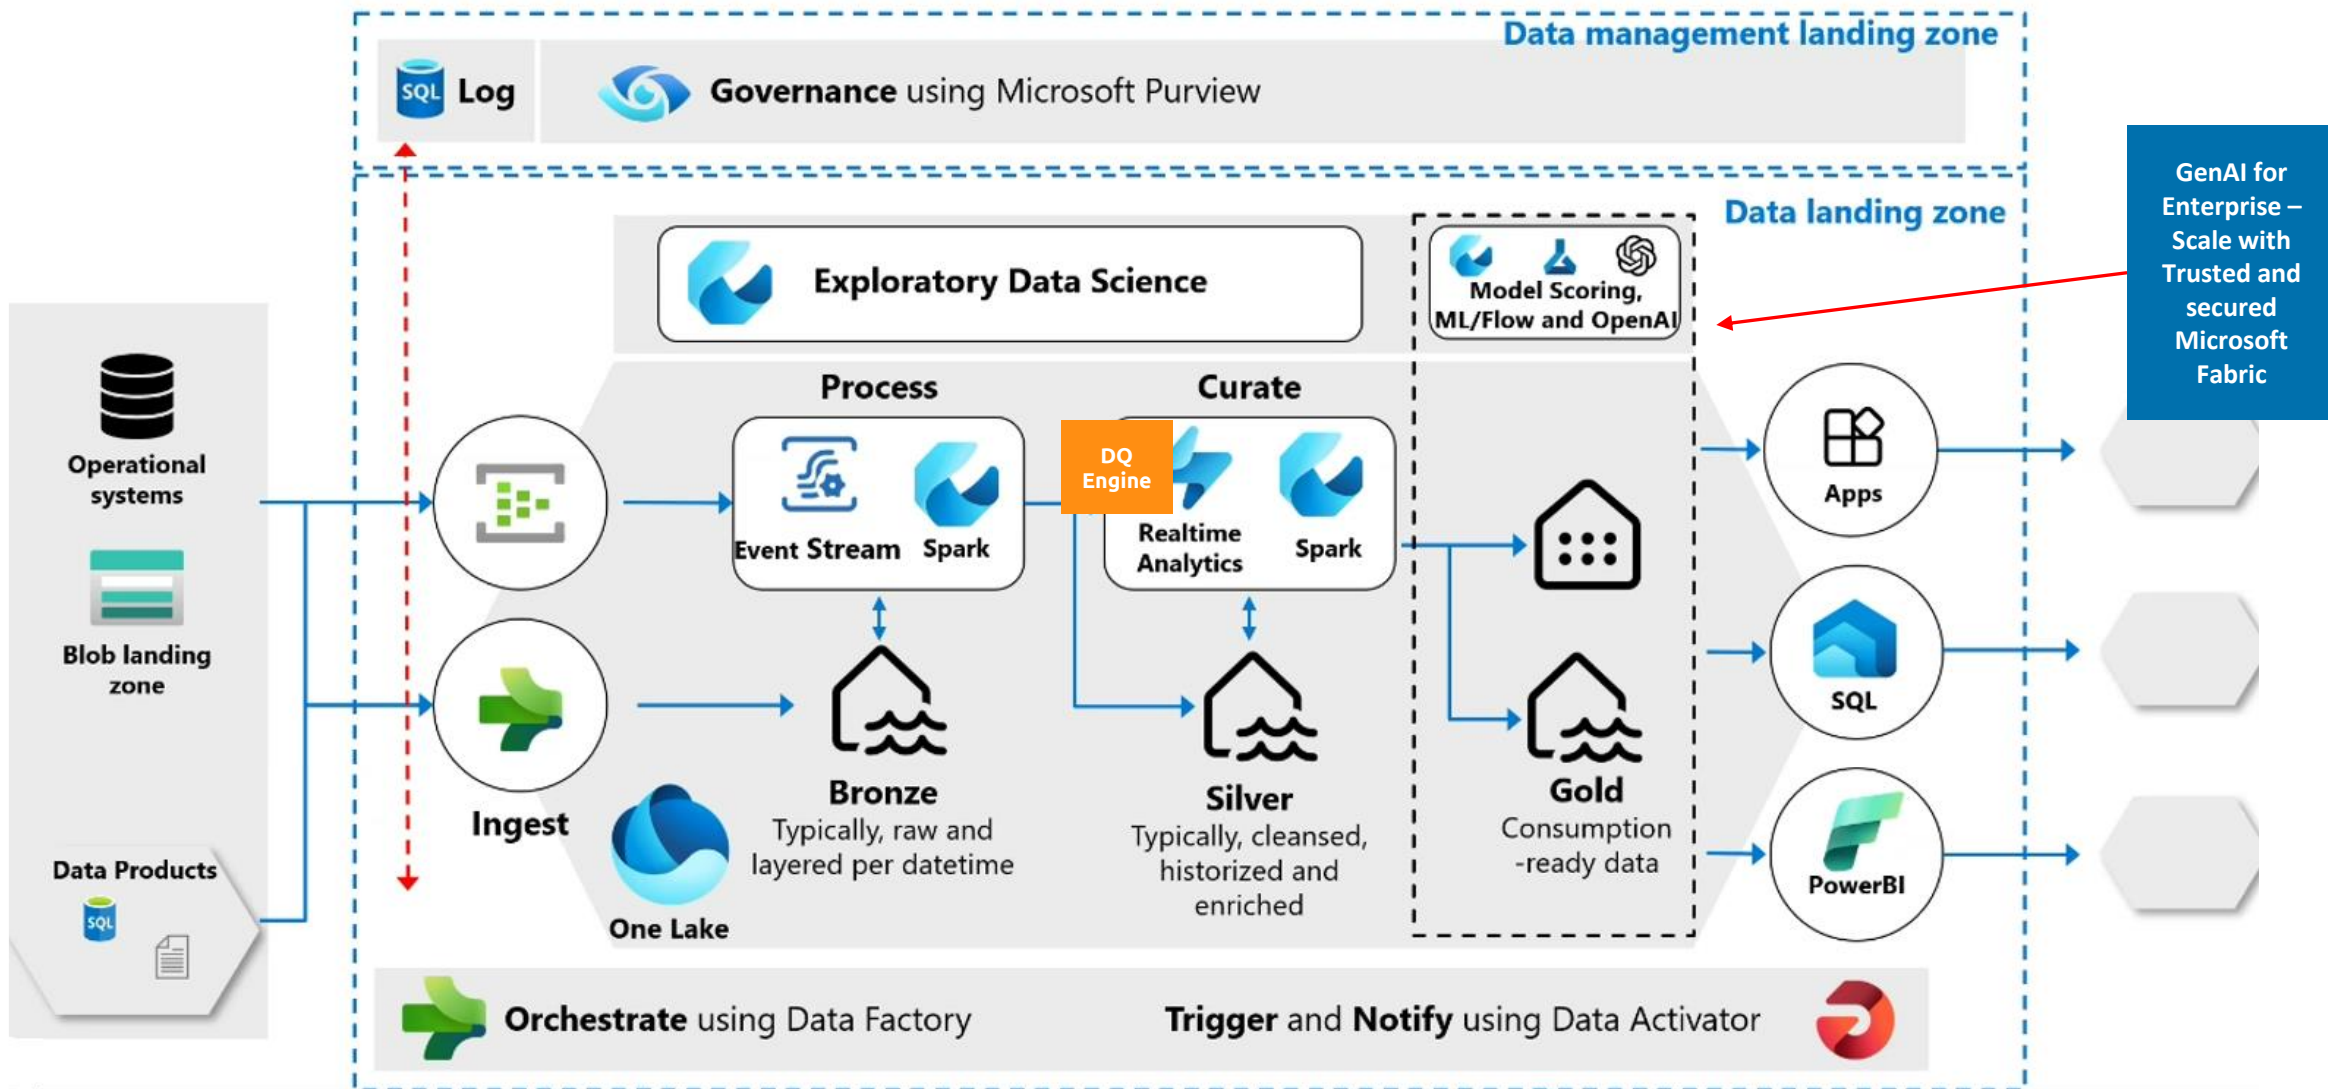 Data management landing zone
SQL
Log
Governance using Microsoft Purview
GenAI for
Enterprise –
Scale with
Trusted and
secured
Microsoft
Fabric
Data landing zone
Exploratory Data Science
Model Scoring,
ML/Flow and OpenAI
Operational
systems
Blob landing
zone
Data Products
SQL
Ingest
Process
Event Stream
Spark
DQ
Engine
Curate
Realtime
Analytics
Spark
One Lake
Bronze
Typically, raw and
layered per datetime
Silver
Typically, cleansed,
historized and
enriched
Gold
Consumption
-ready data
Apps
SQL
PowerBI
Orchestrate using Data Factory
Trigger and Notify using Data Activator